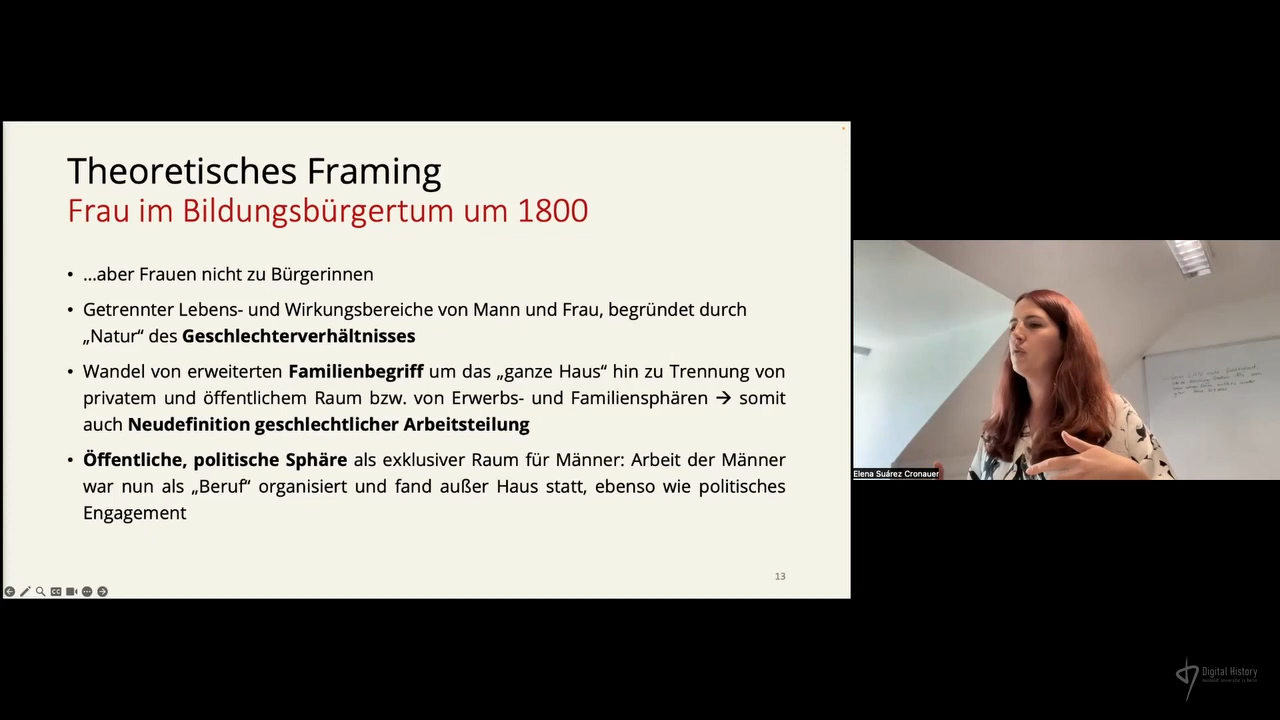 Theoretisches Framing
Frau im Bildungsbürgertum um 1800
• …aber Frauen nicht zu Bürgerinnen
• Getrennter Lebens- und Wirkungsbereiche von Mann und Frau, begründet durch
„Natur“ des Geschlechterverhältnisses
• Wandel von erweiterten Familienbegriff um das „ganze Haus“ hin zu Trennung von
privatem und öffentlichem Raum bzw. von Erwerbs- und Familiensphären → somit
auch Neudefinition geschlechtlicher Arbeitsteilung
• Öffentliche, politische Sphäre als exklusiver Raum für Männer: Arbeit der Männer
war nun als „Beruf“ organisiert und fand außer Haus statt, ebenso wie politisches
Engagement
13
Elena Suárez Cronauer
Digital History
Humboldt-Universität zu Berlin